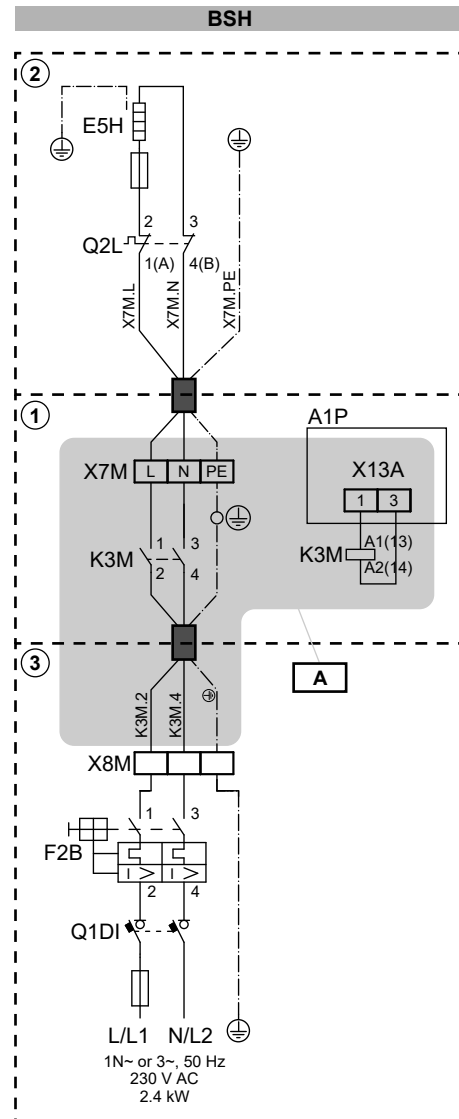 BSH
2
E5H
2 3
Q2L
1(A) 4(B)
X7M.L X7M.N X7M.PE
1
A1P
X7M L N PE
X13A
1 3
1 3
K3M
2 4
K3M A1(13)
A2(14)
3
A
K3M.2 K3M.4
X8M
1 3
F2B
I > I >
2 4
Q1DI
L/L1 N/L2
1N~ or 3~, 50 Hz
230 V AC
2.4 kW